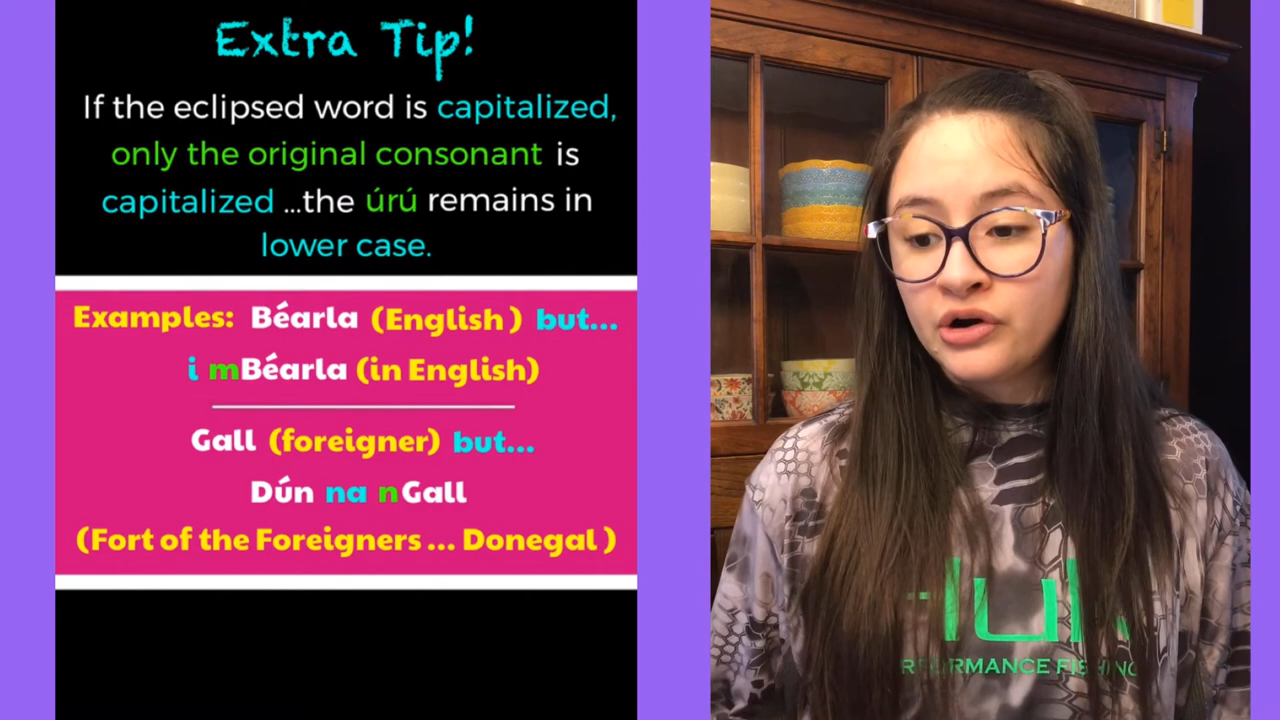 Extra Tip!
If the eclipsed word is capitalized,
only the original consonant is
capitalized ...the úrú remains in
lower case.
Examples: Béarla (English) but...
i mBéarla (in English)
Gall (foreigner) but...
Dún na nGall
(Fort of the Foreigners ... Donegal )
PERFORMANCE FISHING